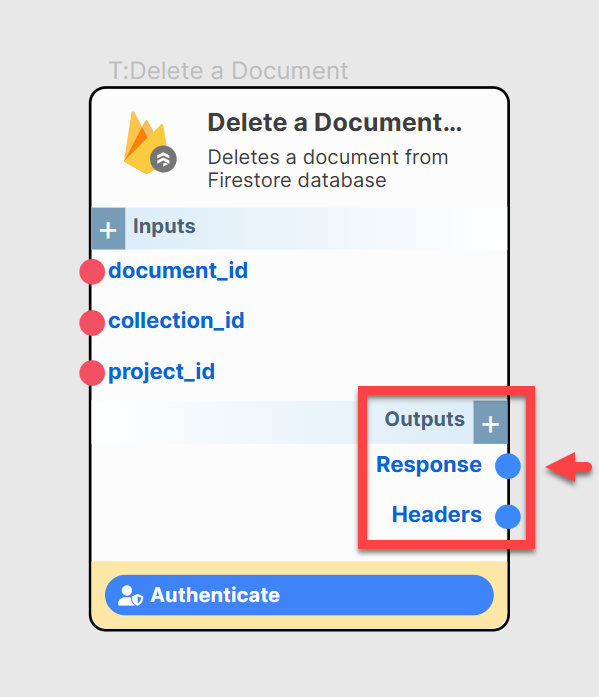 T:Delete a Document
Delete a Document...
Deletes a document from
Firestore database
+ Inputs
document_id
collection_id
project_id
Outputs +
Response
Headers
Authenticate